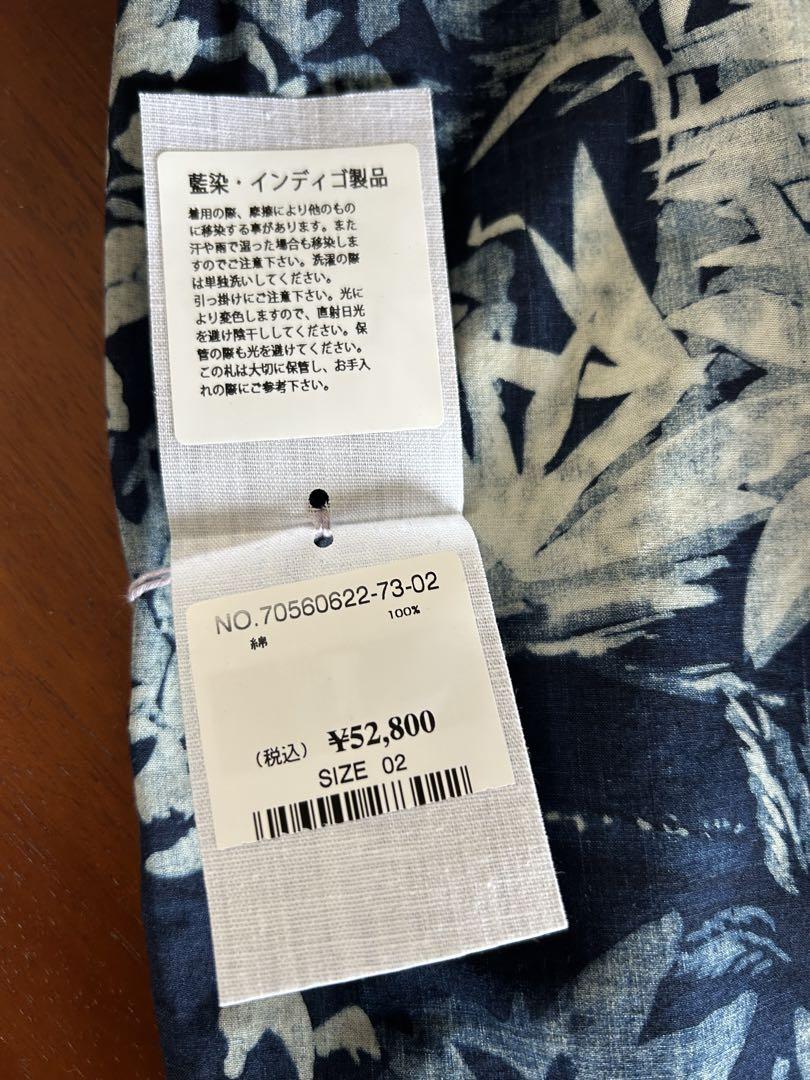 藍染・インディゴ製品
着用の際、摩擦により他のもの
に移染する事があります。また
汗や雨で湿った場合も移染しま
すのでご注意下さい。洗濯の際
は単独洗いしてください。
引っ掛けにご注意下さい。光に
より変色しますので、直射日光
を避け陰干ししてください。保
管の際も光を避けてください。
この札は大切に保管し、お手入
れの際にご参考下さい。
NO.70560622-73-02
綿 100%
(税込) ¥52,800
SIZE 02